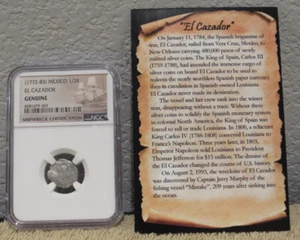 (1772-83) MEXICO 1/2R
EL CAZADOR
GENUINE
NGC
SHIPWRECK CERTIFICATION
"El Cazador"
On January 11, 1784, the Spanish brigantine of
war, El Cazador, sailed from Vera Cruz, Mexico, to
New Orleans carrying 450,000 pesos of newly
minted silver coins. The King of Spain, Carlos III
(1759-1788), had intended the immense cargo of
silver coins on board El Cazador to be used to
redeem the nearly worthless Spanish paper currency
then in circulation in Spanish-owned Louisiana. El
Cazador never made its destination.
The vessel and her crew sank into the winter
seas, disappearing without a trace. Without these
silver coins to solidify the Spanish monetary system
in colonial North America, the King of Spain was
forced to sell or trade Louisiana. In 1800, a reluctant
King Carlos IV (1788-1808) conveyed Louisiana to
France's Napoleon. Three years later, in 1803,
Emperor Napoleon sold Louisiana to President
Thomas Jefferson for $15 million. The demise of
El Cazador changed the course of U.S. history.
On August 2, 1993, the wrecksite of El Cazador
was discovered by Captain Jerry Murphy of the
fishing vessel "Mistake", 209 years after sinking
into the ocean.